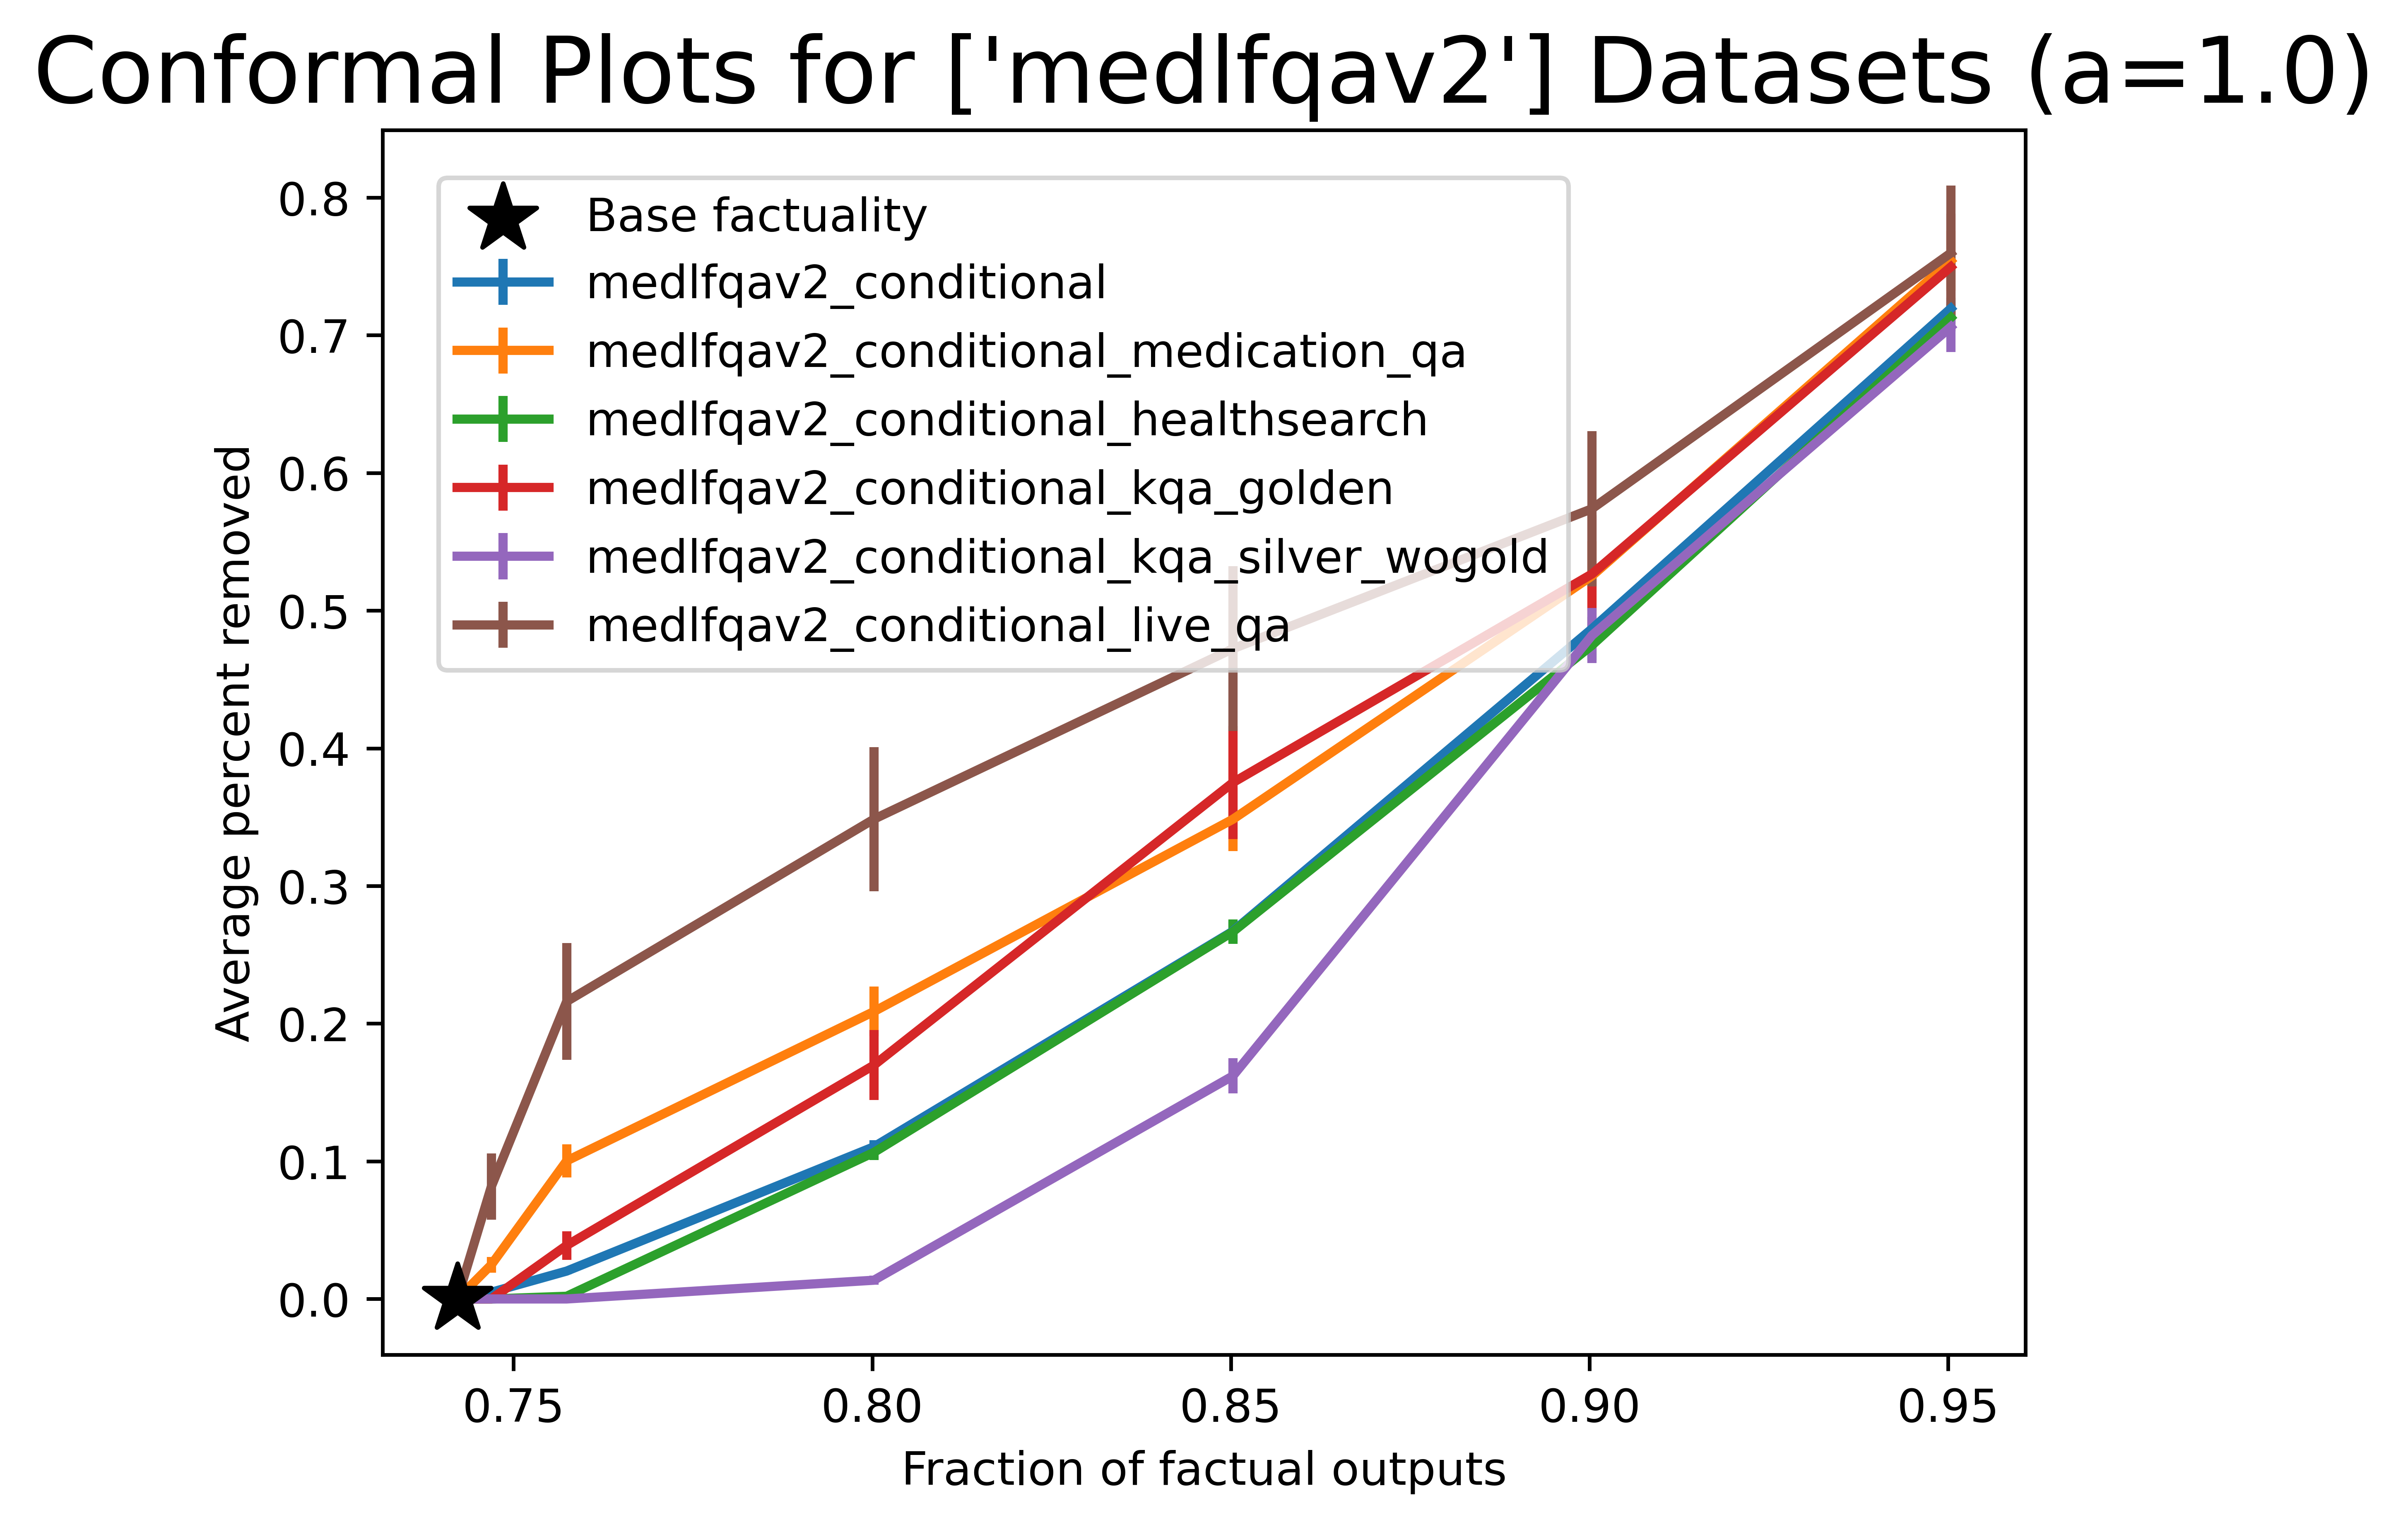 Conformal Plots for ['medlfqav2'] Datasets (a=1.0)
Base factuality
medlfqav2_conditional
medlfqav2_conditional_medication_qa
medlfqav2_conditional_healthsearch
medlfqav2_conditional_kqa_golden
medlfqav2_conditional_kqa_silver_wogold
medlfqav2_conditional_live_qa
Average percent removed
0.8
0.7
0.6
0.5
0.4
0.3
0.2
0.1
0.0
0.75 0.80 0.85 0.90 0.95
Fraction of factual outputs